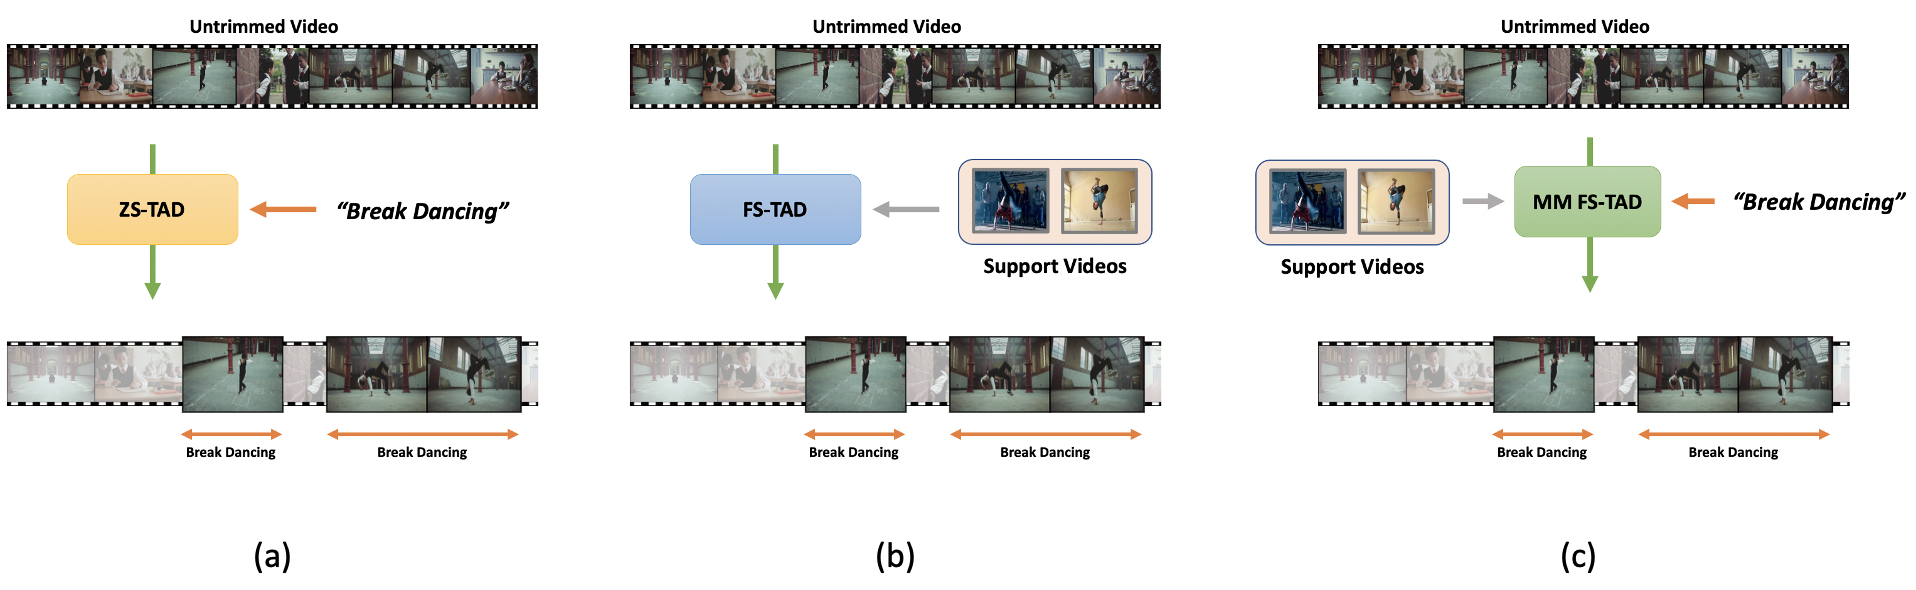 Untrimmed Video
ZS-TAD
“Break Dancing”
Break Dancing
Break Dancing
(a)
Untrimmed Video
FS-TAD
Support Videos
Break Dancing
Break Dancing
(b)
Untrimmed Video
Support Videos
MM FS-TAD
“Break Dancing”
Break Dancing
Break Dancing
(c)